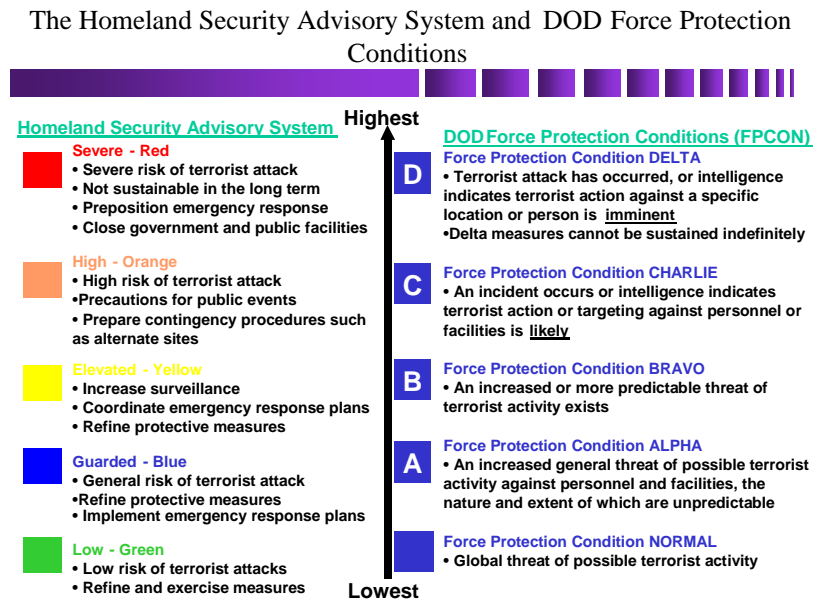 The Homeland Security Advisory System and DOD Force Protection
Conditions
Highest
Homeland Security Advisory System
Severe - Red
• Severe risk of terrorist attack
• Not sustainable in the long term
• Preposition emergency response
• Close government and public facilities
High - Orange
• High risk of terrorist attack
•Precautions for public events
• Prepare contingency procedures such
as alternate sites
Elevated - Yellow
• Increase surveillance
• Coordinate emergency response plans
• Refine protective measures
Guarded - Blue
• General risk of terrorist attack
•Refine protective measures
• Implement emergency response plans
Low - Green
• Low risk of terrorist attacks
• Refine and exercise measures
Lowest
DOD Force Protection Conditions (FPCON)
D
Force Protection Condition DELTA
• Terrorist attack has occurred, or intelligence
indicates terrorist action against a specific
location or person is imminent
•Delta measures cannot be sustained indefinitely
C
Force Protection Condition CHARLIE
• An incident occurs or intelligence indicates
terrorist action or targeting against personnel or
facilities is likely
B
Force Protection Condition BRAVO
• An increased or more predictable threat of
terrorist activity exists
A
Force Protection Condition ALPHA
• An increased general threat of possible terrorist
activity against personnel and facilities, the
nature and extent of which are unpredictable
Force Protection Condition NORMAL
• Global threat of possible terrorist activity